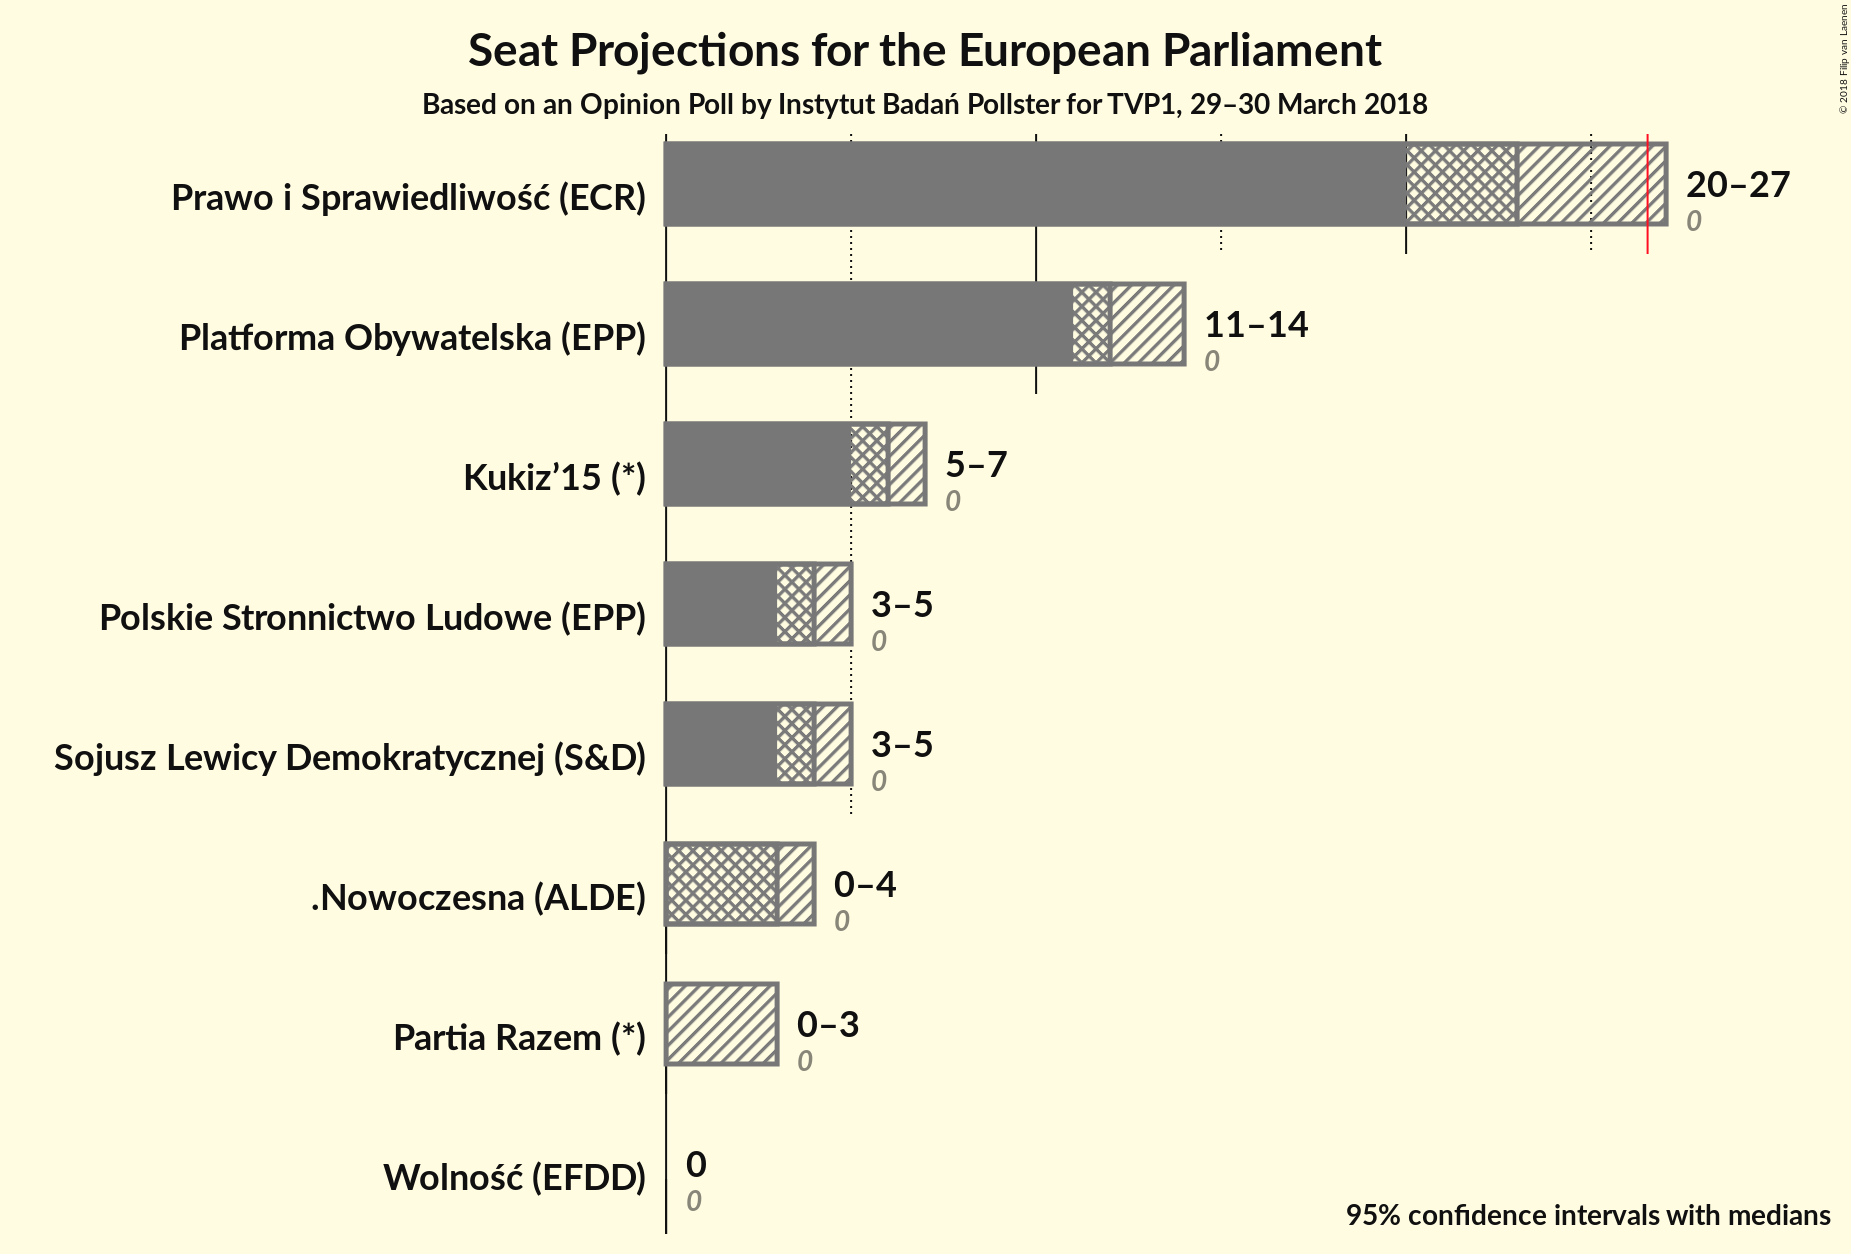 Seat Projections for the European Parliament
Based on an Opinion Poll by Instytut Badań Pollster for TVP1, 29–30 March 2018
© 2018 Filip van Laenen
Prawo i Sprawiedliwość (ECR)
20–27
0
Platforma Obywatelska (EPP)
11–14
0
Kukiz’15 (*)
5–7
0
Polskie Stronnictwo Ludowe (EPP)
3–5
0
Sojusz Lewicy Demokratycznej (S&D)
3–5
0
.Nowoczesna (ALDE)
0–4
0
Partia Razem (*)
0–3
0
Wolność (EFDD)
0
0
95% confidence intervals with medians